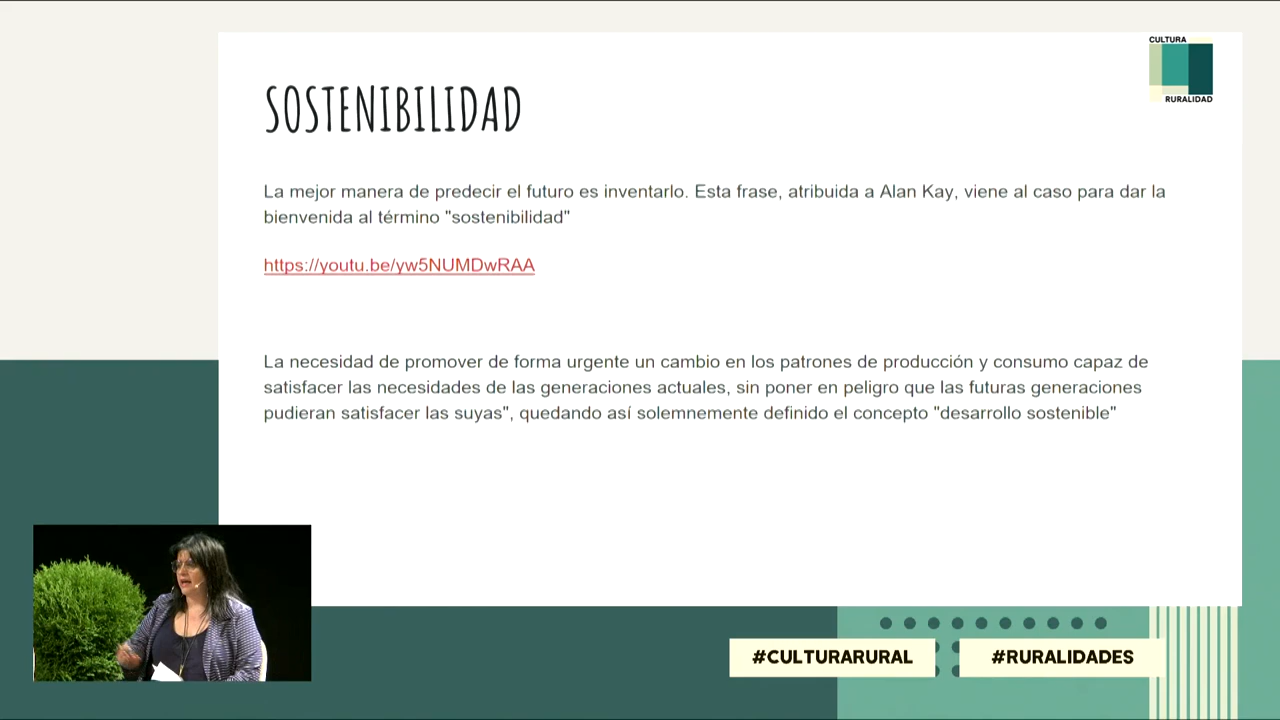 CULTURA
RURALIDAD
SOSTENIBILIDAD
La mejor manera de predecir el futuro es inventarlo. Esta frase, atribuida a Alan Kay, viene al caso para dar la
bienvenida al término "sostenibilidad"
https://youtu.be/yw5NUMDwRAA
La necesidad de promover de forma urgente un cambio en los patrones de producción y consumo capaz de
satisfacer las necesidades de las generaciones actuales, sin poner en peligro que las futuras generaciones
pudieran satisfacer las suyas", quedando así solemnemente definido el concepto "desarrollo sostenible"
#CULTURARURAL
#RURALIDADES